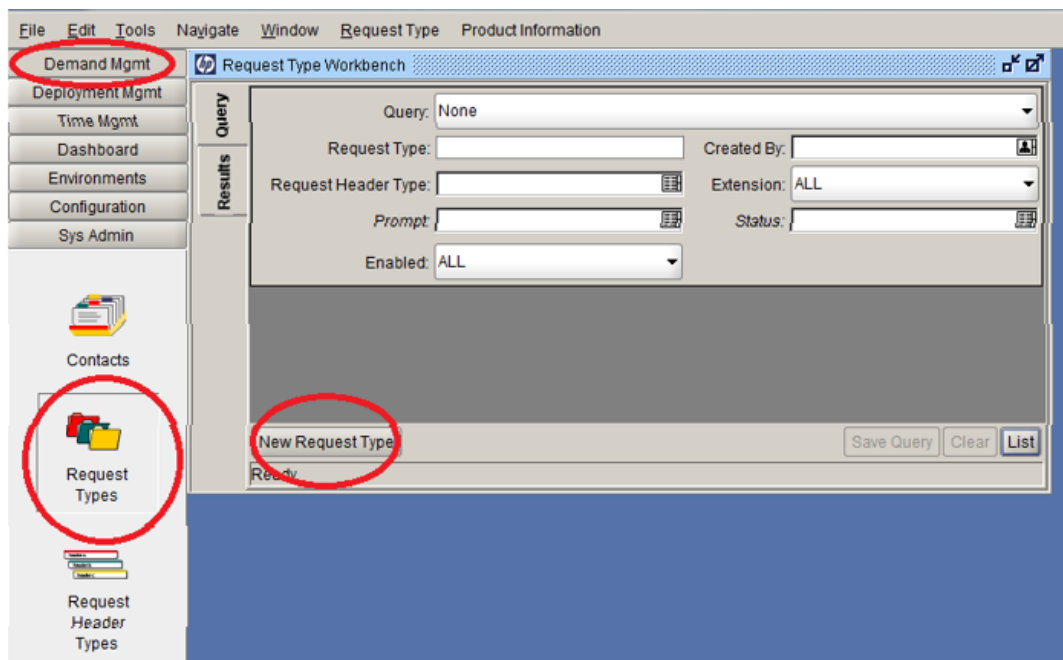 File Edit Tools Navigate Window Request Type Product Information
Demand Mgmt
Deployment Mgmt
Time Mgmt
Dashboard
Environments
Configuration
Sys Admin
Contacts
Request
Types
Request
Header
Types
hp Request Type Workbench
Query
Results
Query: None
Request Type:
Created By:
Request Header Type:
Extension: ALL
Prompt:
Status:
Enabled: ALL
New Request Type
Save Query Clear List
Ready